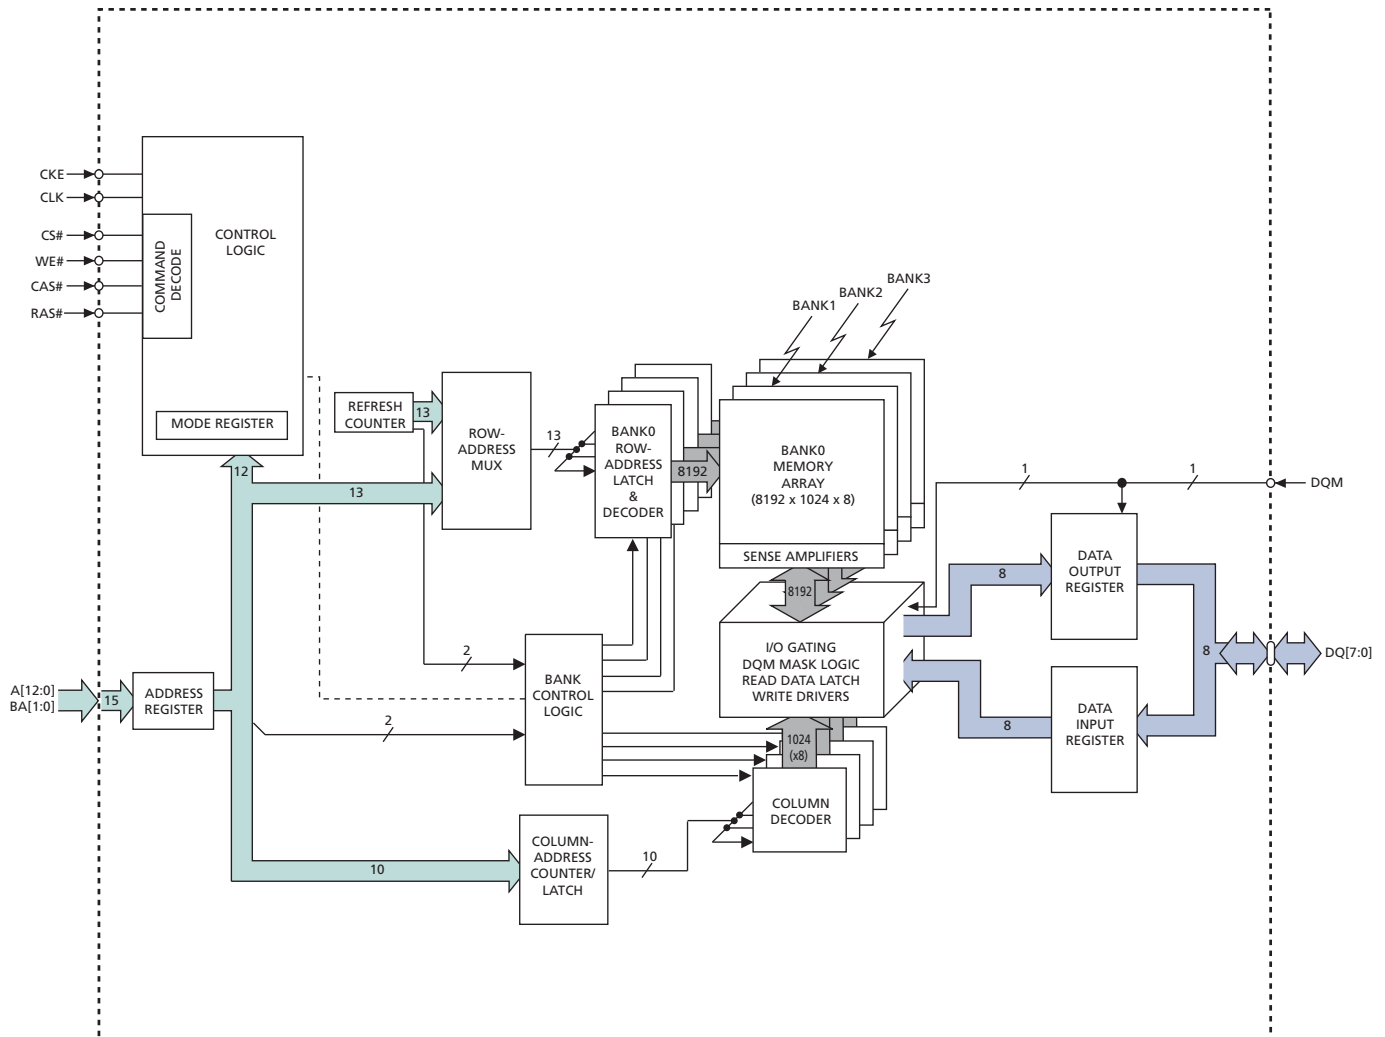 CKE
CLK
CS#
WE#
CAS#
RAS#
COMMAND
DECODE
CONTROL
LOGIC
MODE REGISTER
12
13
REFRESH
COUNTER
13
ROW-
ADDRESS
MUX
13
BANK0
ROW-
ADDRESS
LATCH
&
DECODER
8192
BANK1
BANK2
BANK3
BANK0
MEMORY
ARRAY
(8192 x 1024 x 8)
SENSE AMPLIFIERS
8192
I/O GATING
DQM MASK LOGIC
READ DATA LATCH
WRITE DRIVERS
1024
(x8)
COLUMN
DECODER
2
2
BANK
CONTROL
LOGIC
A[12:0]
BA[1:0]
15
ADDRESS
REGISTER
10
COLUMN-
ADDRESS
COUNTER/
LATCH
10
1
1
DQM
8
DATA
OUTPUT
REGISTER
8
DQ[7:0]
8
DATA
INPUT
REGISTER